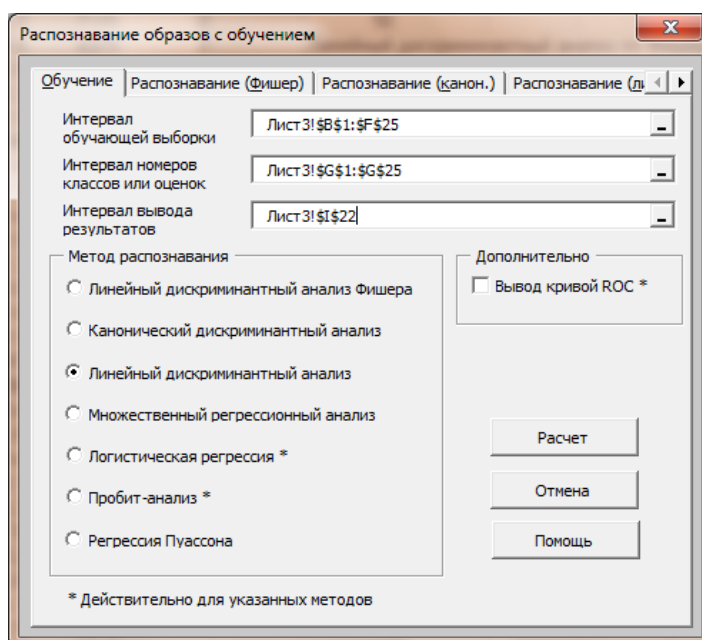 Распознавание образов с обучением
Обучение
Распознавание (Фишер)
Распознавание (канон.)
Распознавание (ли
Интервал
обучающей выборки
Лист3!$B$1:$F$25
Интервал номеров
классов или оценок
Лист3!$G$1:$G$25
Интервал вывода
результатов
Лист3!$I$22
Метод распознавания
Линейный дискриминантный анализ Фишера
Канонический дискриминантный анализ
Линейный дискриминантный анализ
Множественный регрессионный анализ
Логистическая регрессия *
Пробит-анализ *
Регрессия Пуассона
Дополнительно
Вывод кривой ROC *
Расчет
Отмена
Помощь
* Действительно для указанных методов